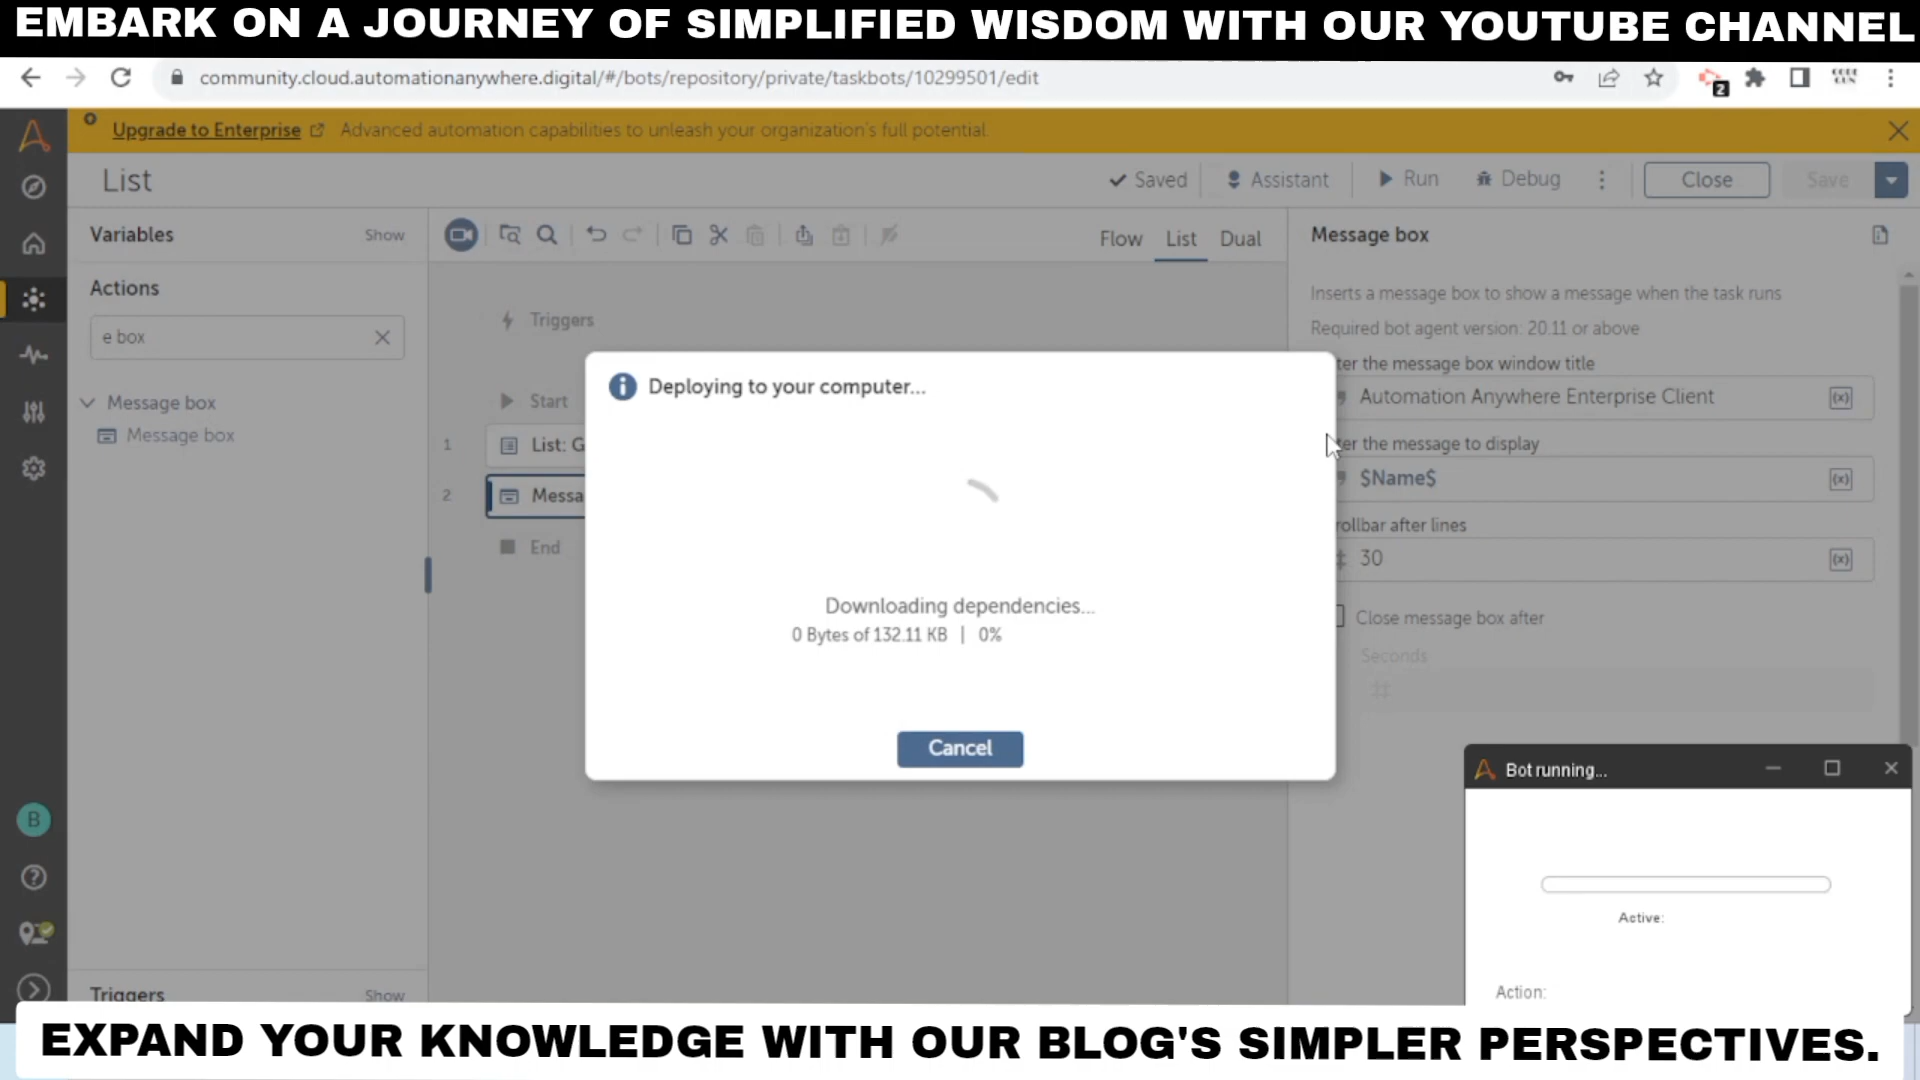 EMBARK ON A JOURNEY OF SIMPLIFIED WISDOM WITH OUR YOUTUBE CHANNEL
community.cloud.automationanywhere.digital/#/bots/repository/private/taskbots/10299501/edit
2
Upgrade to Enterprise Advanced automation capabilities to unleash your organization's full potential
List
Saved Assistant Run Debug Close Save
Variables Show
Flow List Dual
Message box
Actions
Inserts a message box to show a message when the task runs
Triggers
Required bot agent version: 20.11 or above
e box
ter the message box window title
Deploying to your computer...
Automation Anywhere Enterprise Client (x)
Message box
Start
Message box
1 List: G
ter the message to display
$Name$ (x)
2 Messa
rollbar after lines
End
30 (x)
Downloading dependencies...
Close message box after
0 Bytes of 132.11 KB | 0%
Seconds
Cancel
Bot running...
B
Active:
Action:
Triggers Show
EXPAND YOUR KNOWLEDGE WITH OUR BLOG'S SIMPLER PERSPECTIVES.